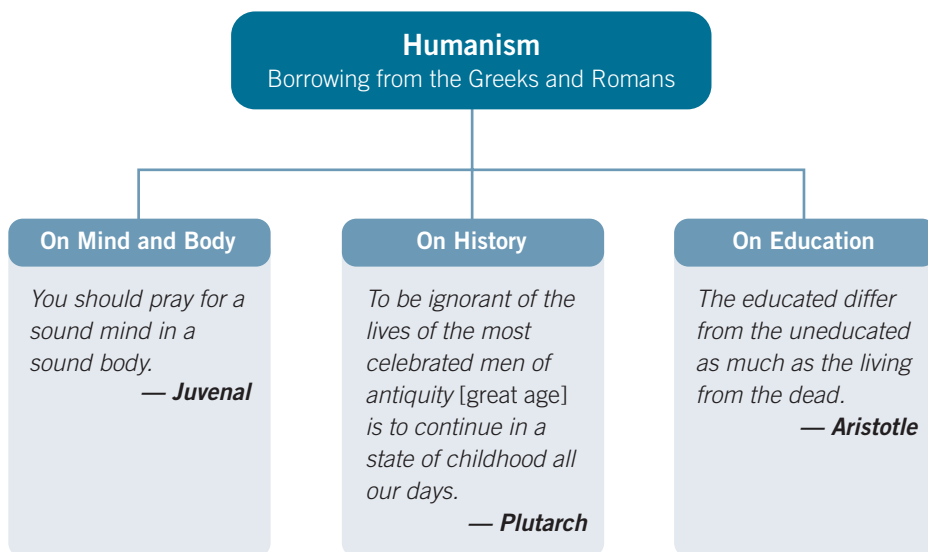 Humanism
Borrowing from the Greeks and Romans
On Mind and Body
You should pray for a
sound mind in a
sound body.
— Juvenal
On History
To be ignorant of the
lives of the most
celebrated men of
antiquity [great age]
is to continue in a
state of childhood all
our days.
— Plutarch
On Education
The educated differ
from the uneducated
as much as the living
from the dead.
— Aristotle